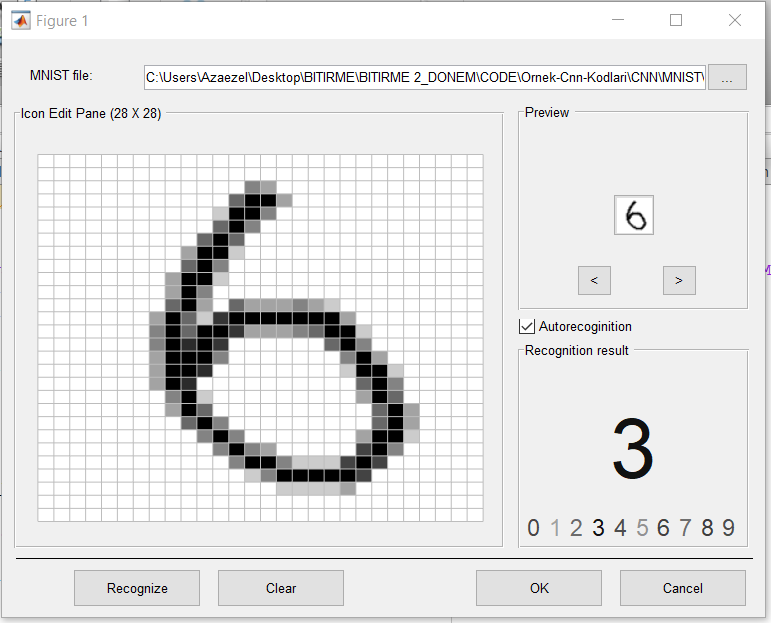 Figure 1
MNIST file:
C:\Users\Azaezel\Desktop\BITIRME\BITIRME 2_DONEM\CODE\Ornek-Cnn-Kodlari\CNN\MNIST\
...
Icon Edit Pane (28 X 28)
Preview
6
< >
Autorecoginition
Recognition result
3
0 1 2 3 4 5 6 7 8 9
Recognize Clear OK Cancel